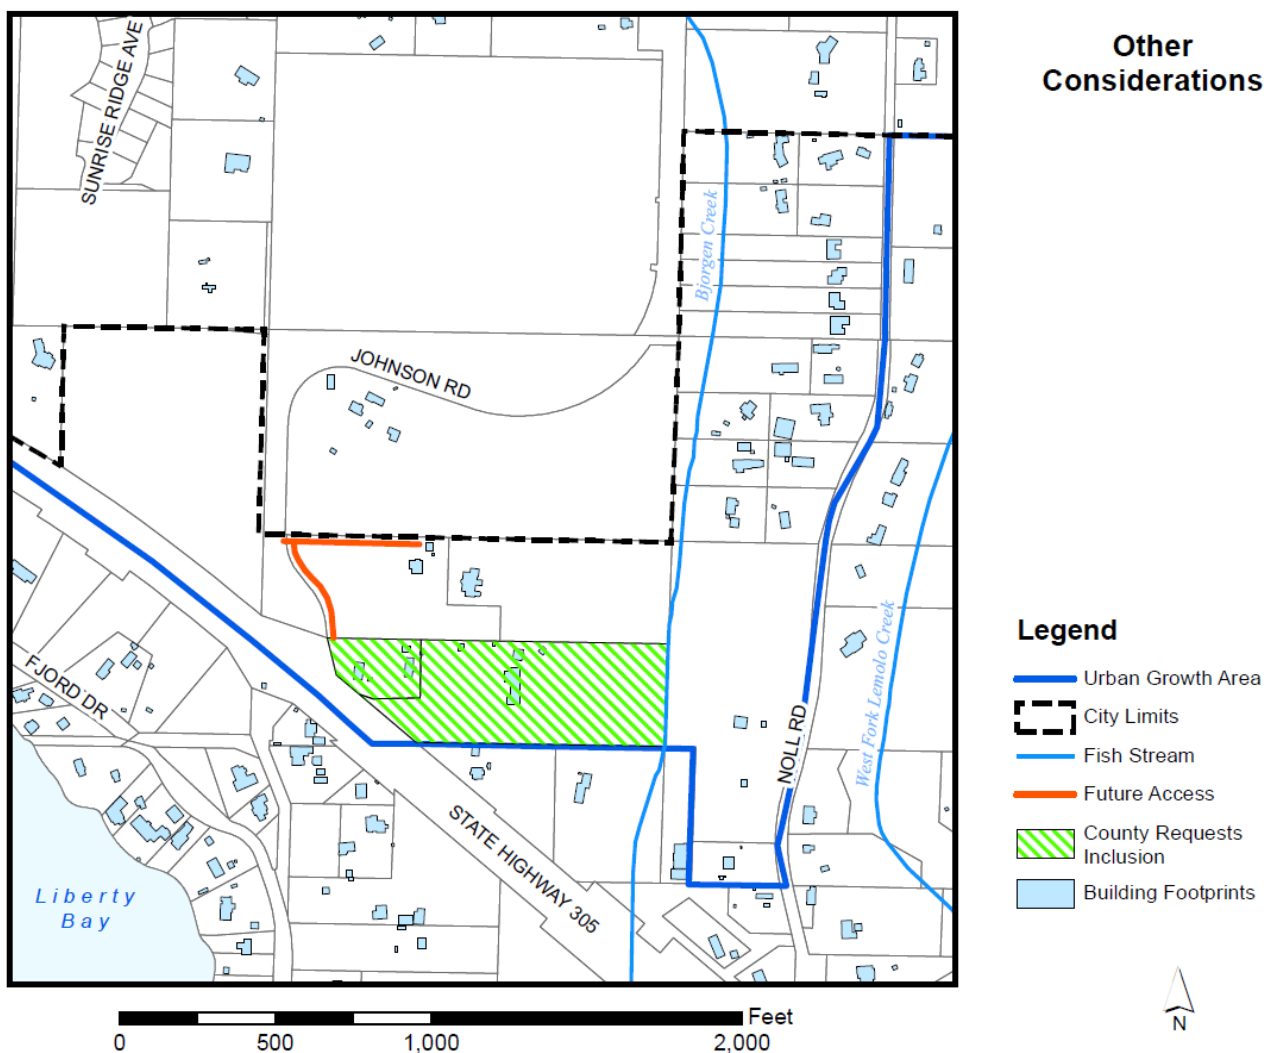 Other
Considerations
SUNRISE RIDGE AVE
Bjorgen Creek
JOHNSON RD
West Fork Lemolo Creek
FJORD DR
NOLL RD
STATE HIGHWAY 305
Liberty
Bay
Legend
Urban Growth Area
City Limits
Fish Stream
Future Access
County Requests
Inclusion
Building Footprints
N
Feet
0 500 1,000 2,000